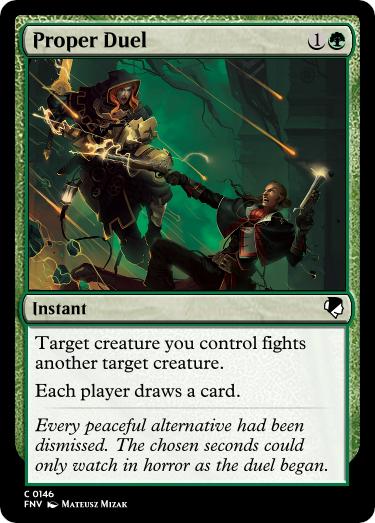 Proper Duel 1
Instant
Target creature you control fights
another target creature.
Each player draws a card.
Every peaceful alternative had been
dismissed. The chosen seconds could
only watch in horror as the duel began.
C 0146
FNV Mateusz Mizak